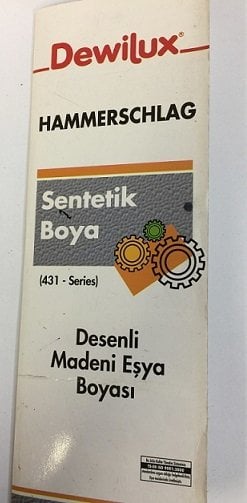 Dewilux®
HAMMERSCHLAG
Sentetik
Boya
(431 - Series)
Desenli
Madeni Eşya
Boyası